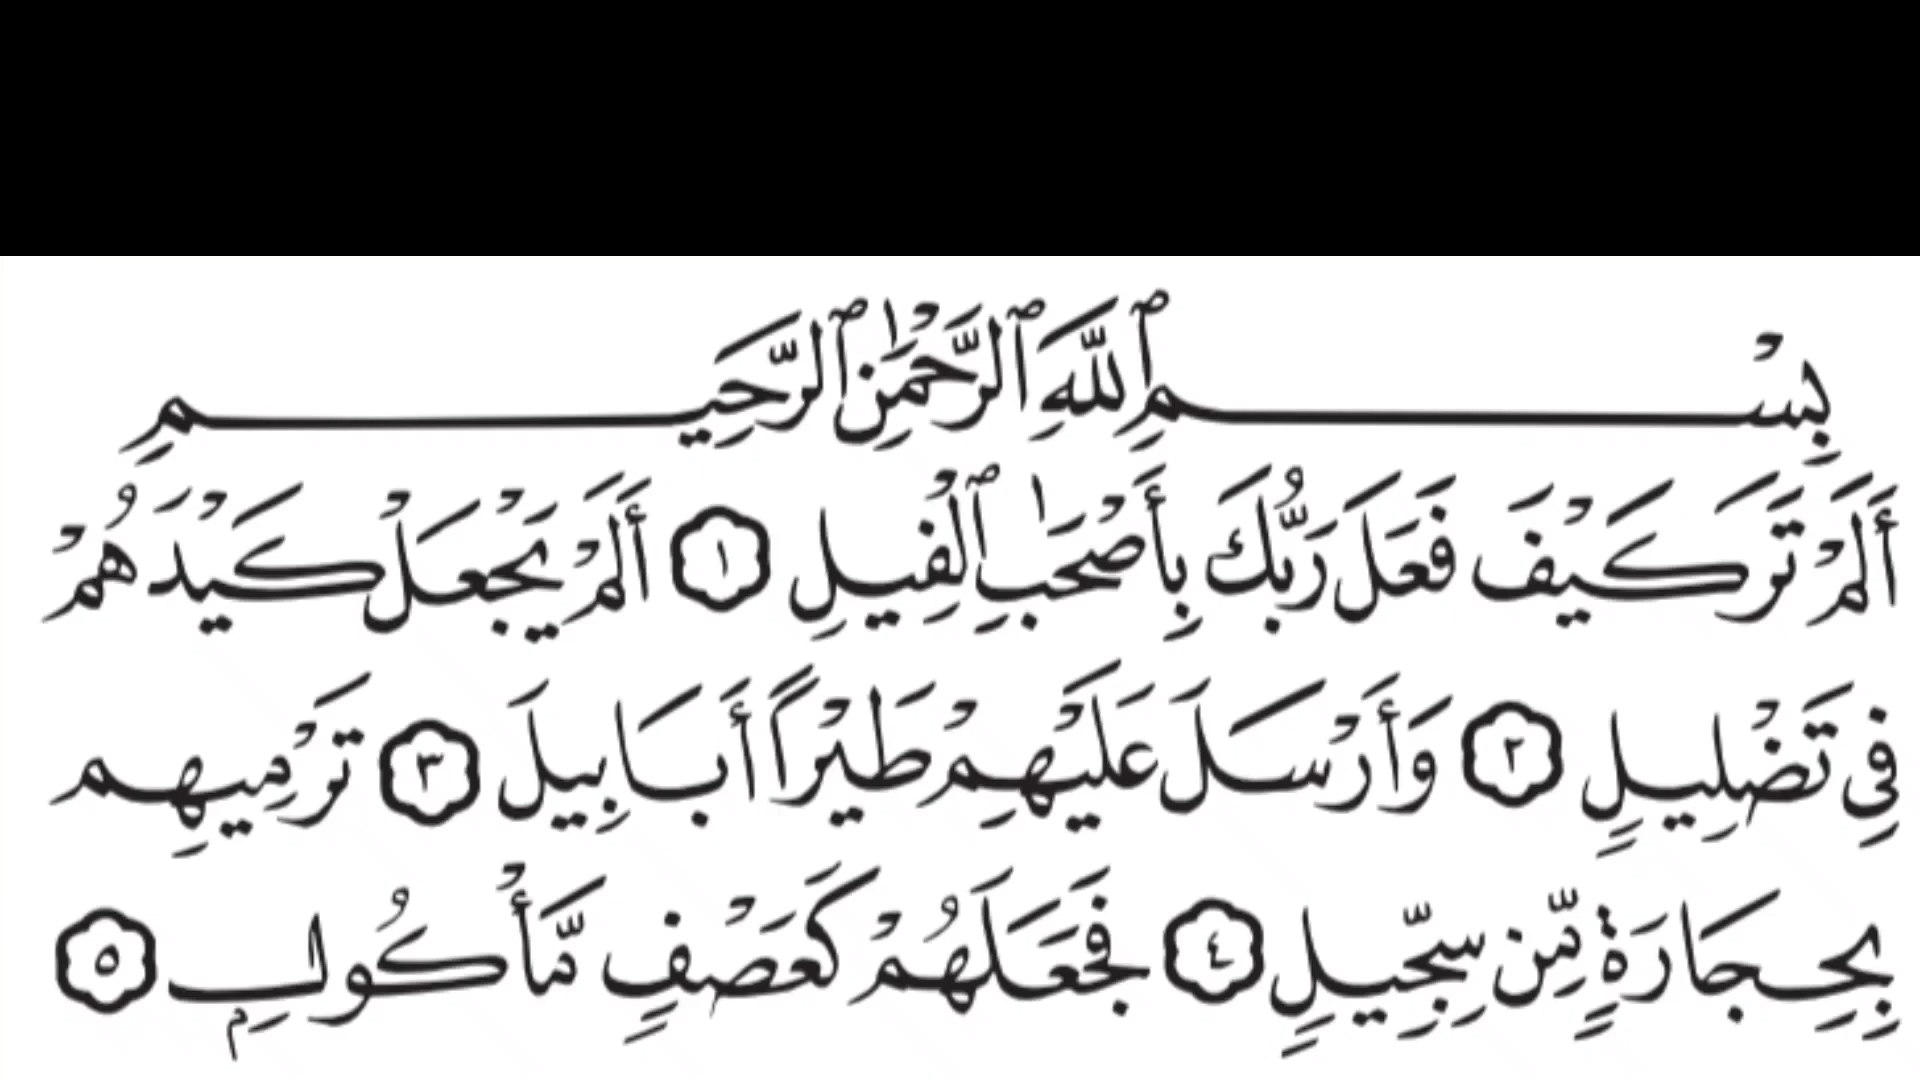 بِسْمِ ٱللَّهِ ٱلرَّحْمَٰنِ ٱلرَّحِيمِ
أَلَمْ تَرَ كَيْفَ فَعَلَ رَبُّكَ بِأَصْحَٰبِ ٱلْفِيلِ ١ أَلَمْ يَجْعَلْ كَيْدَهُمْ
فِى تَضْلِيلٍ ٢ وَأَرْسَلَ عَلَيْهِمْ طَيْرًا أَبَابِيلَ ٣ تَرْمِيهِم
بِحِجَارَةٍ مِّن سِجِّيلٍ ٤ فَجَعَلَهُمْ كَعَصْفٍ مَّأْكُولِۭ ٥